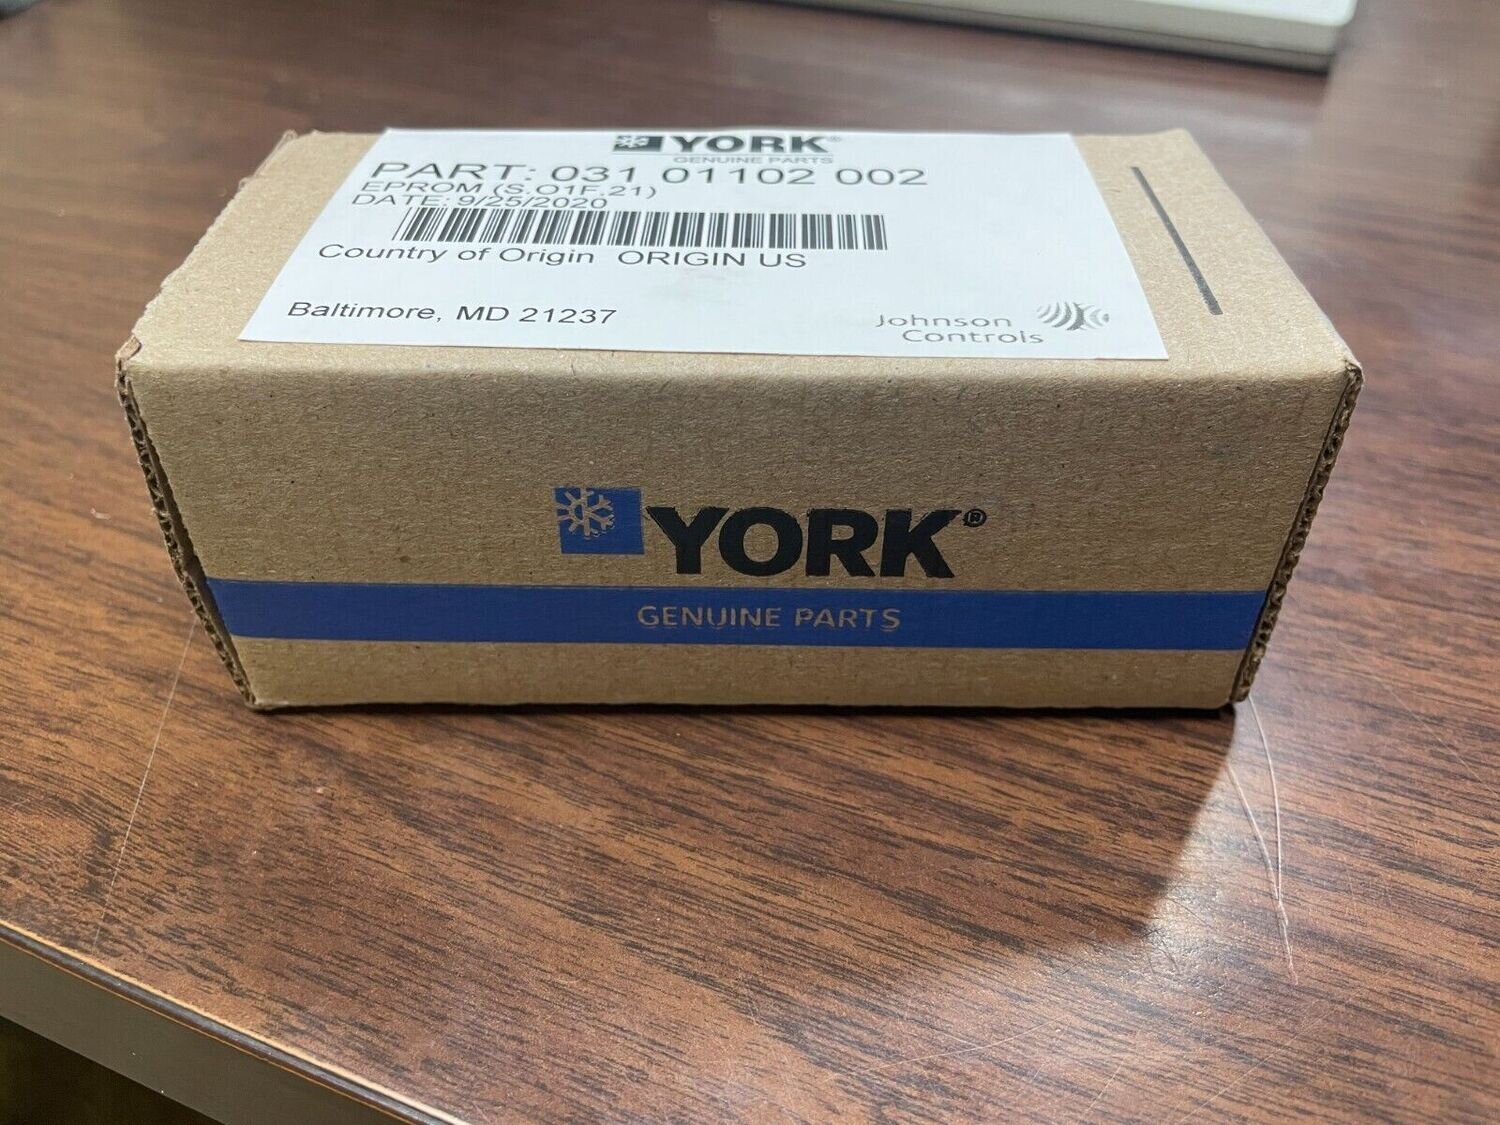 YORK®
GENUINE PARTS
PART: 031 01102 002
EPROM (S.O1F.21)
DATE: 9/25/2020
Country of Origin ORIGIN US
Baltimore, MD 21237
Johnson
Controls
YORK®
GENUINE PARTS